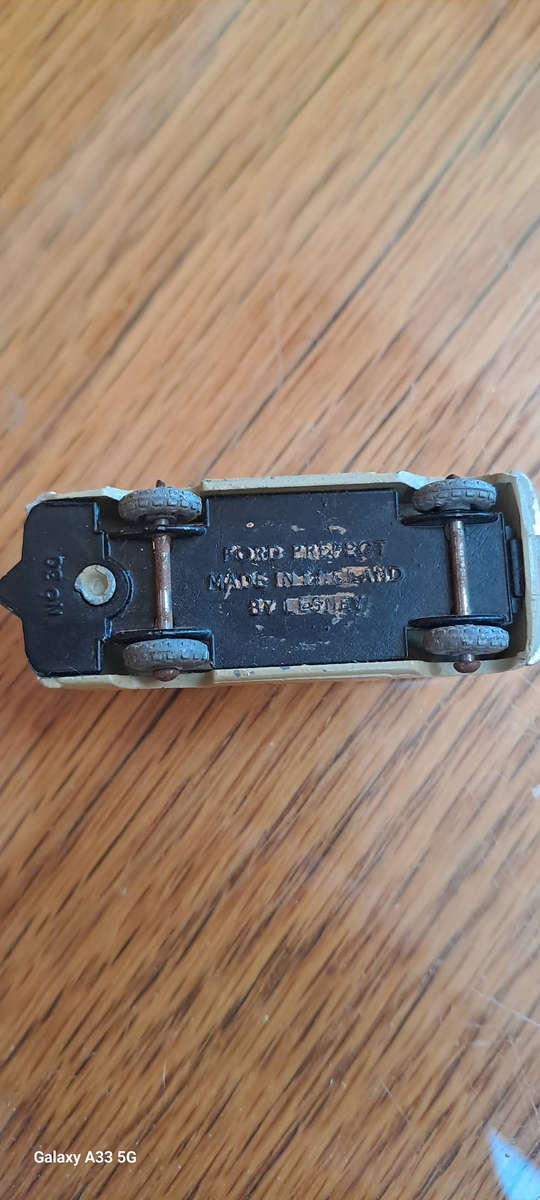 No 30
FORD PREFECT
MADE IN ENGLAND
BY LESNEY
Galaxy A33 5G